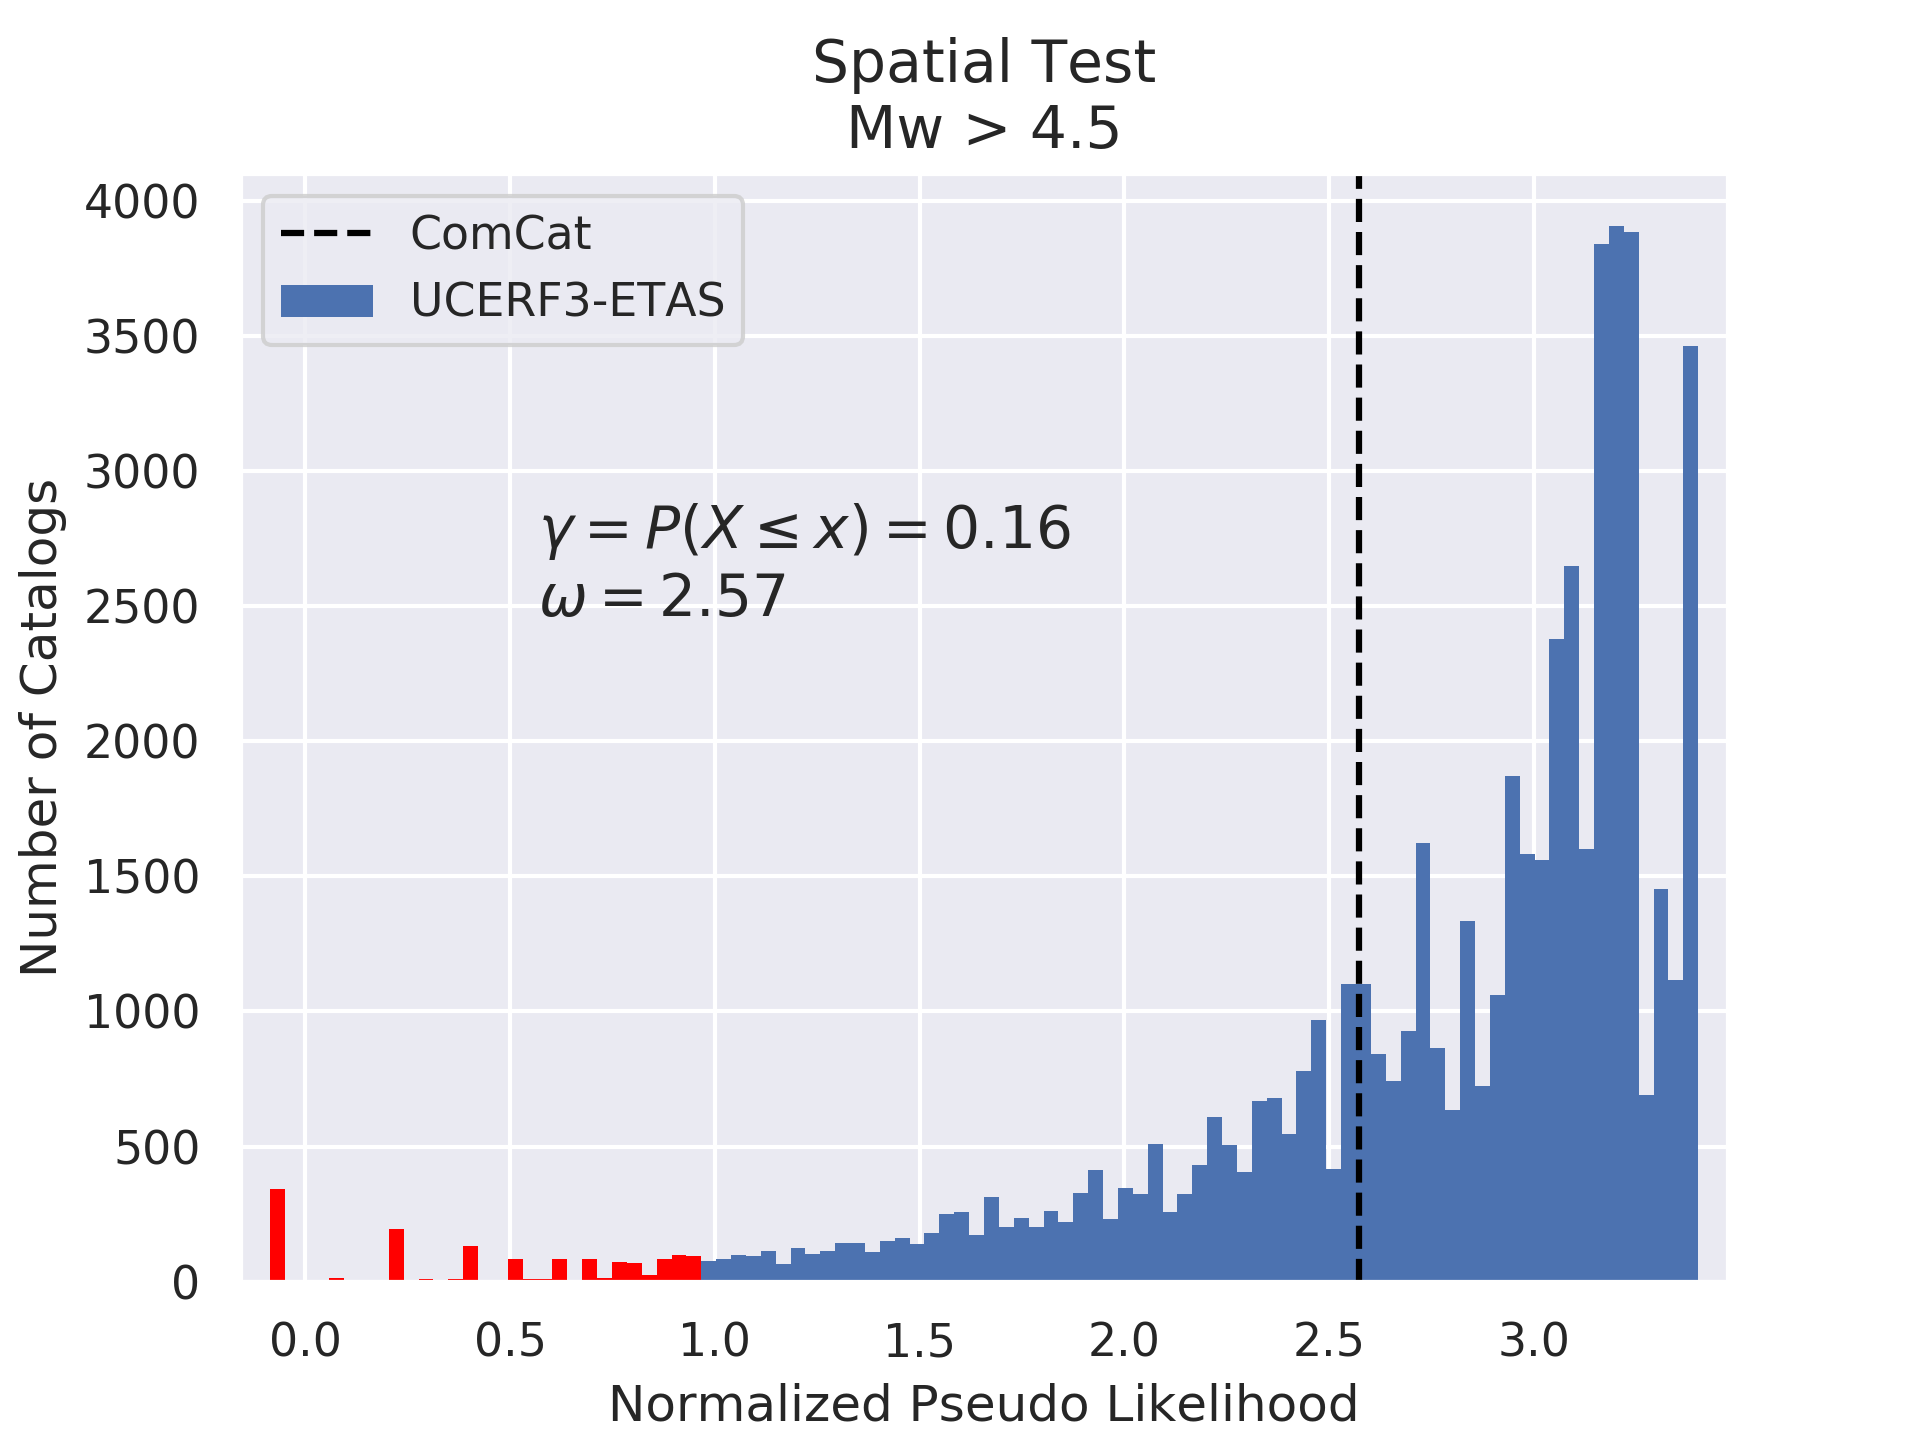 Spatial Test
Mw > 4.5
ComCat
UCERF3-ETAS
γ = P(X ≤ x) = 0.16
ω = 2.57
Number of Catalogs
4000
3500
3000
2500
2000
1500
1000
500
0
0.0 0.5 1.0 1.5 2.0 2.5 3.0
Normalized Pseudo Likelihood